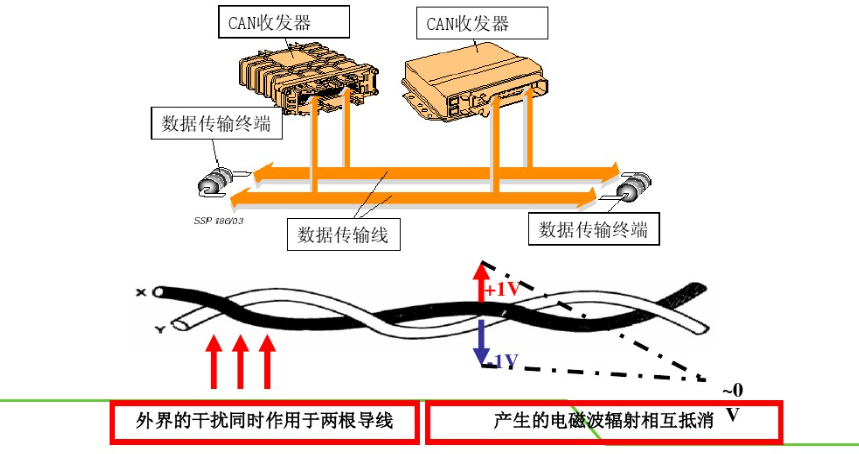 CAN收发器
CAN收发器
数据传输终端
SSP 186/03
数据传输线
数据传输终端
X
Y
+1V
-1V
~0
V
外界的干扰同时作用于两根导线
产生的电磁波辐射相互抵消